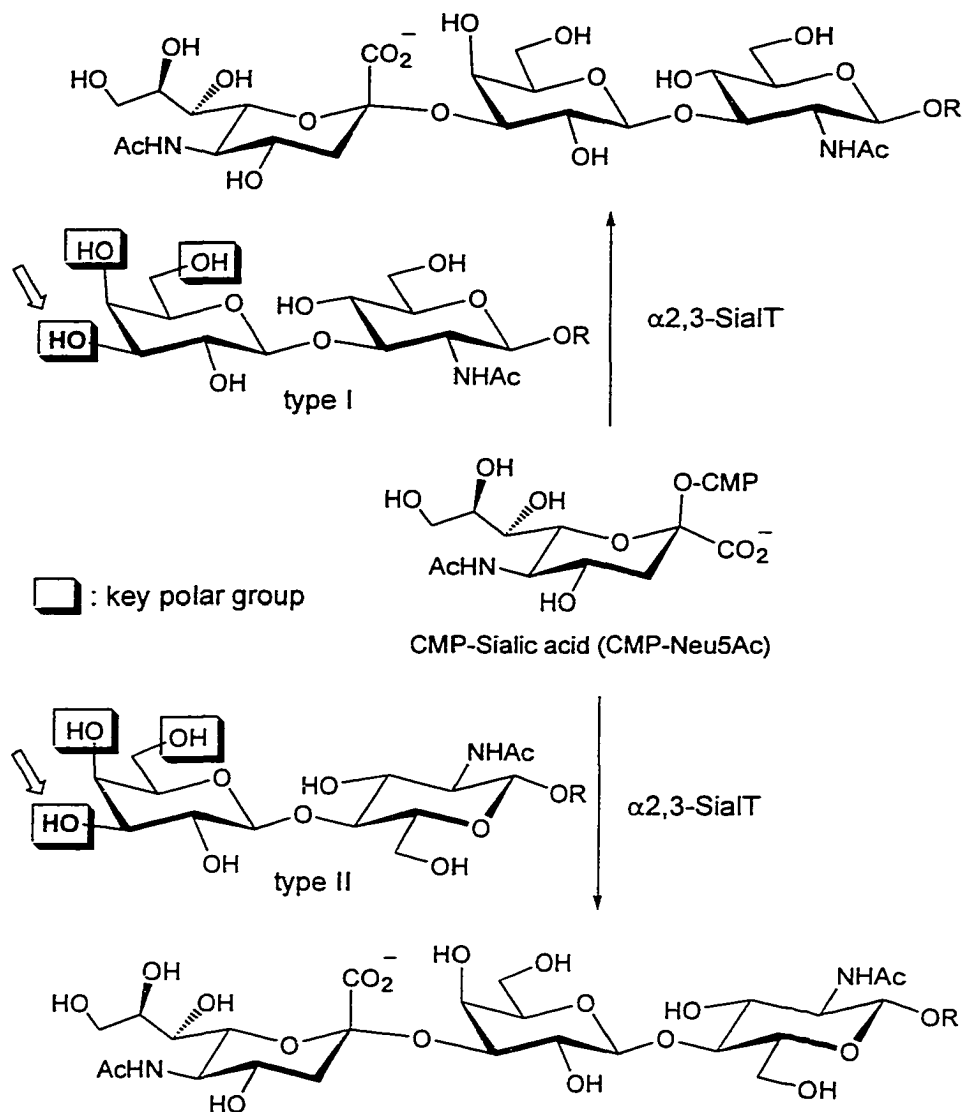 HO OH CO₂⁻ HO OH OH
HO OH O O O HO O OR
AcHN HO OH O NHAc
HO OH OH
HO O HO O α2,3-SialT
HO O OR
OH NHAc
type I
OH O-CMP
HO OH
O CO₂⁻
AcHN
HO
: key polar group
CMP-Sialic acid (CMP-Neu5Ac)
HO OH NHAc
O HO OR
HO O O α2,3-SialT
OH OH
type II
HO OH CO₂⁻ HO OH NHAc
HO OH O O O HO OR
AcHN O O
HO OH OH